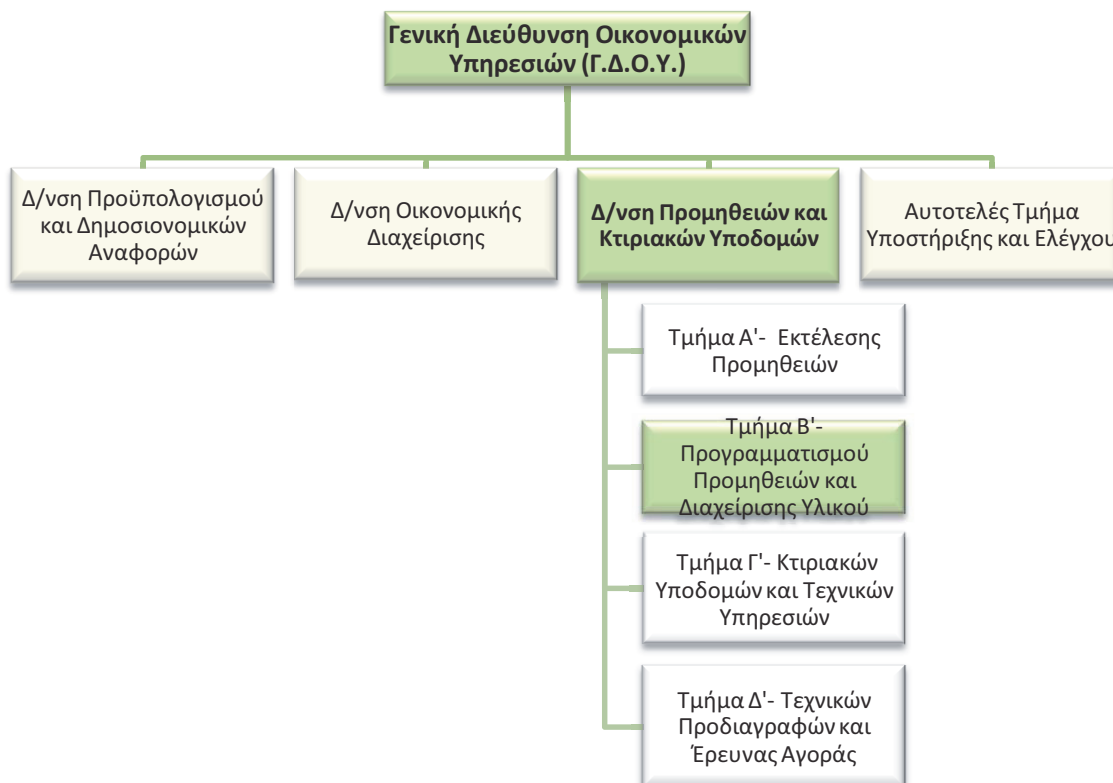 Γενική Διεύθυνση Οικονομικών
Υπηρεσιών (Γ.Δ.Ο.Υ.)
Δ/νση Προϋπολογισμού
και Δημοσιονομικών
Αναφορών
Δ/νση Οικονομικής
Διαχείρισης
Δ/νση Προμηθειών και
Κτιριακών Υποδομών
Αυτοτελές Τμήμα
Υποστήριξης και Ελέγχου
Τμήμα Α'- Εκτέλεσης
Προμηθειών
Τμήμα Β'-
Προγραμματισμού
Προμηθειών και
Διαχείρισης Υλικού
Τμήμα Γ'- Κτιριακών
Υποδομών και Τεχνικών
Υπηρεσιών
Τμήμα Δ'- Τεχνικών
Προδιαγραφών και
Έρευνας Αγοράς